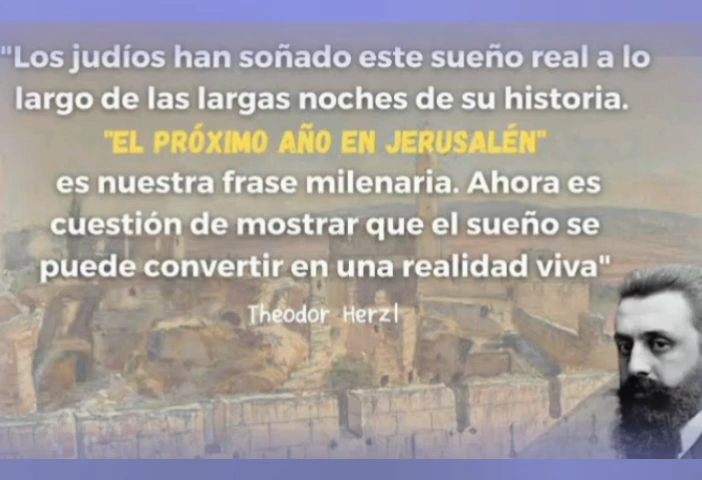 "Los judíos han soñado este sueño real a lo
largo de las largas noches de su historia.
"EL PRÓXIMO AÑO EN JERUSALÉN"
es nuestra frase milenaria. Ahora es
cuestión de mostrar que el sueño se
puede convertir en una realidad viva"
Theodor Herzl